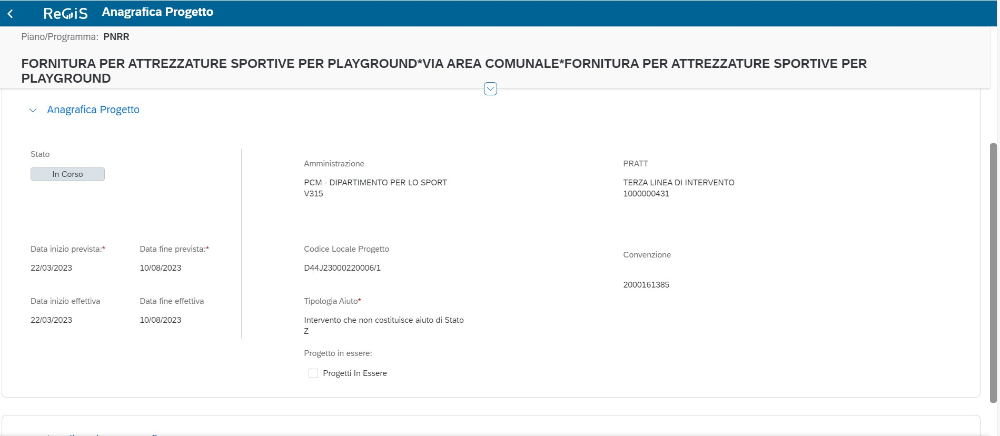 ReGiS Anagrafica Progetto
Piano/Programma: PNRR
FORNITURA PER ATTREZZATURE SPORTIVE PER PLAYGROUND*VIA AREA COMUNALE*FORNITURA PER ATTREZZATURE SPORTIVE PER
PLAYGROUND
Anagrafica Progetto
Stato
In Corso
Data inizio prevista:* Data fine prevista:*
22/03/2023 10/08/2023
Data inizio effettiva Data fine effettiva
22/03/2023 10/08/2023
Amministrazione
PCM - DIPARTIMENTO PER LO SPORT
V315
Codice Locale Progetto
D44J23000220006/1
Tipologia Aiuto*
Intervento che non costituisce aiuto di Stato
Z
Progetto in essere:
Progetti In Essere
PRATT
TERZA LINEA DI INTERVENTO
1000000431
Convenzione
2000161385